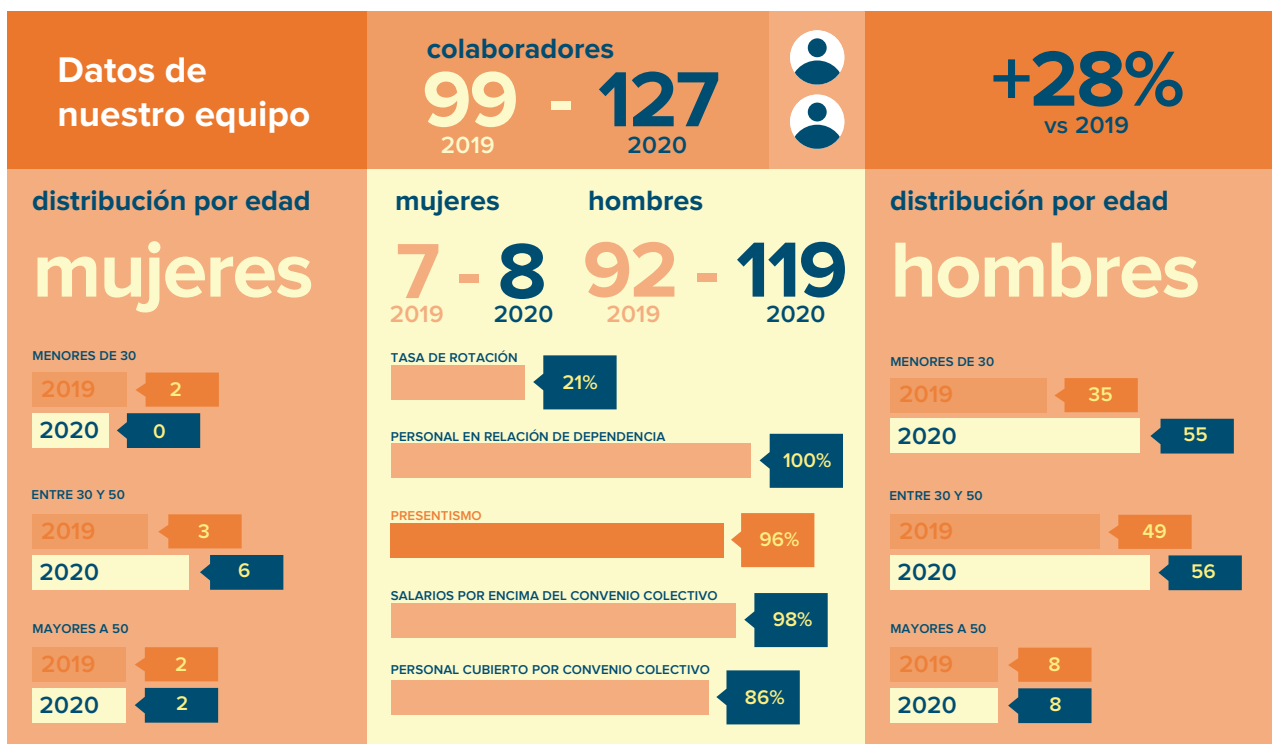 Datos de
nuestro equipo
colaboradores
99 - 127
2019 2020
+28%
vs 2019
distribución por edad
mujeres
MENORES DE 30
2019 2
2020 0
ENTRE 30 Y 50
2019 3
2020 6
MAYORES A 50
2019 2
2020 2
mujeres hombres
7 - 8 92 - 119
2019 2020 2019 2020
TASA DE ROTACIÓN
21%
PERSONAL EN RELACIÓN DE DEPENDENCIA
100%
PRESENTISMO
96%
SALARIOS POR ENCIMA DEL CONVENIO COLECTIVO
98%
PERSONAL CUBIERTO POR CONVENIO COLECTIVO
86%
distribución por edad
hombres
MENORES DE 30
2019 35
2020 55
ENTRE 30 Y 50
2019 49
2020 56
MAYORES A 50
2019 8
2020 8